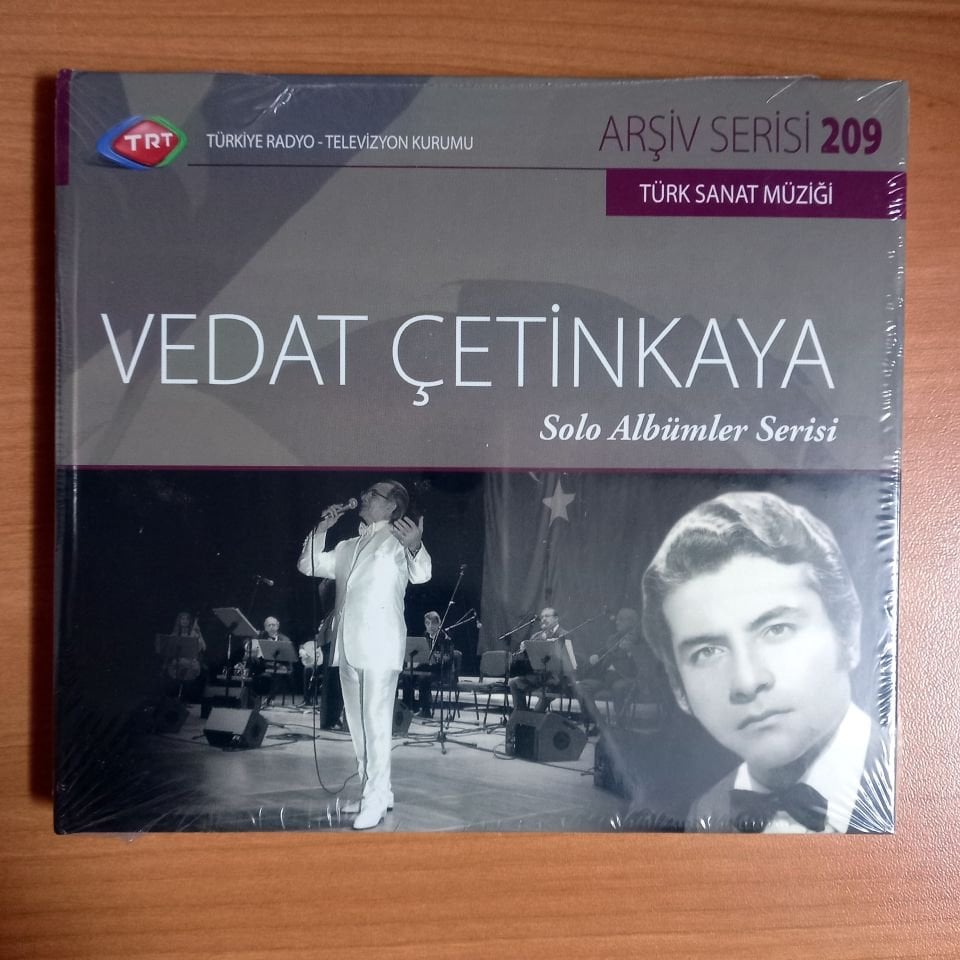 TRT
TÜRKİYE RADYO - TELEVİZYON KURUMU
ARŞİV SERİSİ 209
TÜRK SANAT MÜZİĞİ
VEDAT ÇETİNKAYA
Solo Albümler Serisi